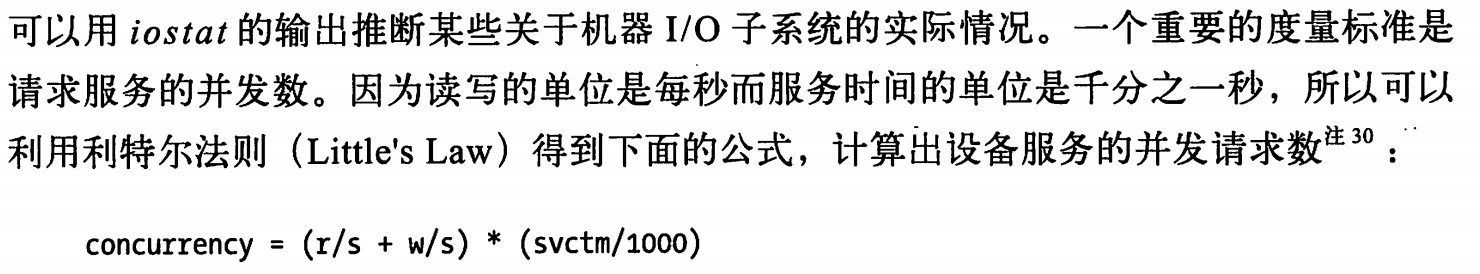 可以用 iostat 的输出推断某些关于机器 I/O 子系统的实际情况。一个重要的度量标准是
请求服务的并发数。因为读写的单位是每秒而服务时间的单位是千分之一秒，所以可以
利用利特尔法则（Little's Law）得到下面的公式，计算出设备服务的并发请求数注 30：
concurrency = (r/s + w/s) * (svctm/1000)